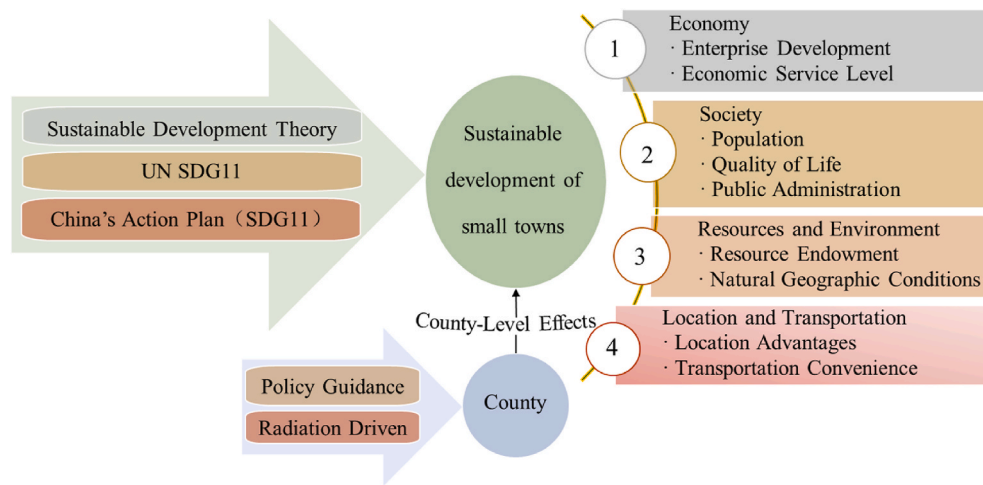 Sustainable Development Theory
UN SDG11
China's Action Plan（SDG11）
Sustainable
development of
small towns
County-Level Effects
Policy Guidance
Radiation Driven
County
1
Economy
· Enterprise Development
· Economic Service Level
2
Society
· Population
· Quality of Life
· Public Administration
3
Resources and Environment
· Resource Endowment
· Natural Geographic Conditions
4
Location and Transportation
· Location Advantages
· Transportation Convenience